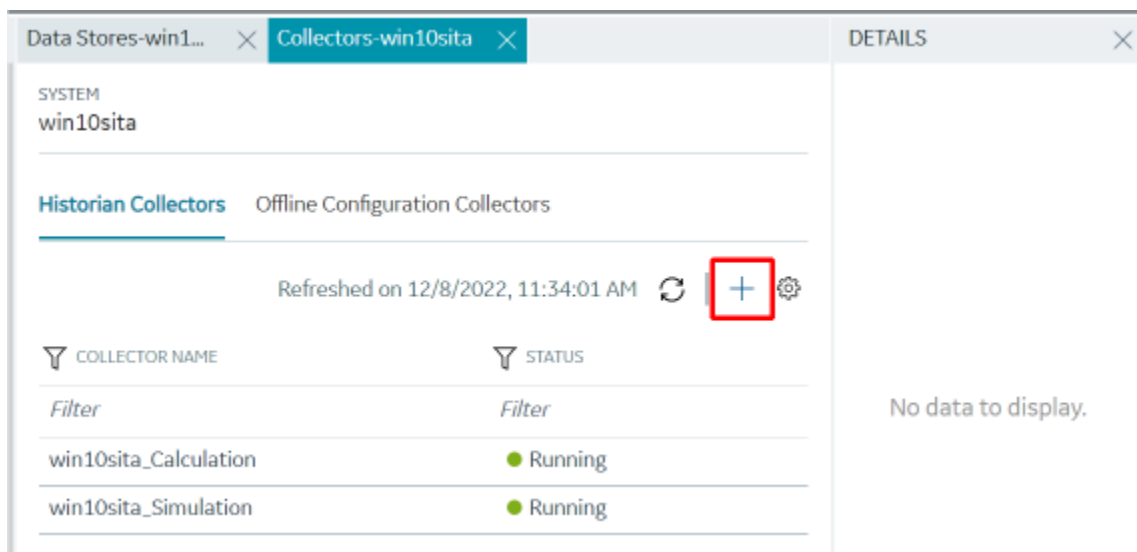 Data Stores-win1...
Collectors-win10sita
DETAILS
SYSTEM
win10sita
Historian Collectors
Offline Configuration Collectors
Refreshed on 12/8/2022, 11:34:01 AM
COLLECTOR NAME
STATUS
Filter
Filter
No data to display.
win10sita_Calculation
Running
win10sita_Simulation
Running